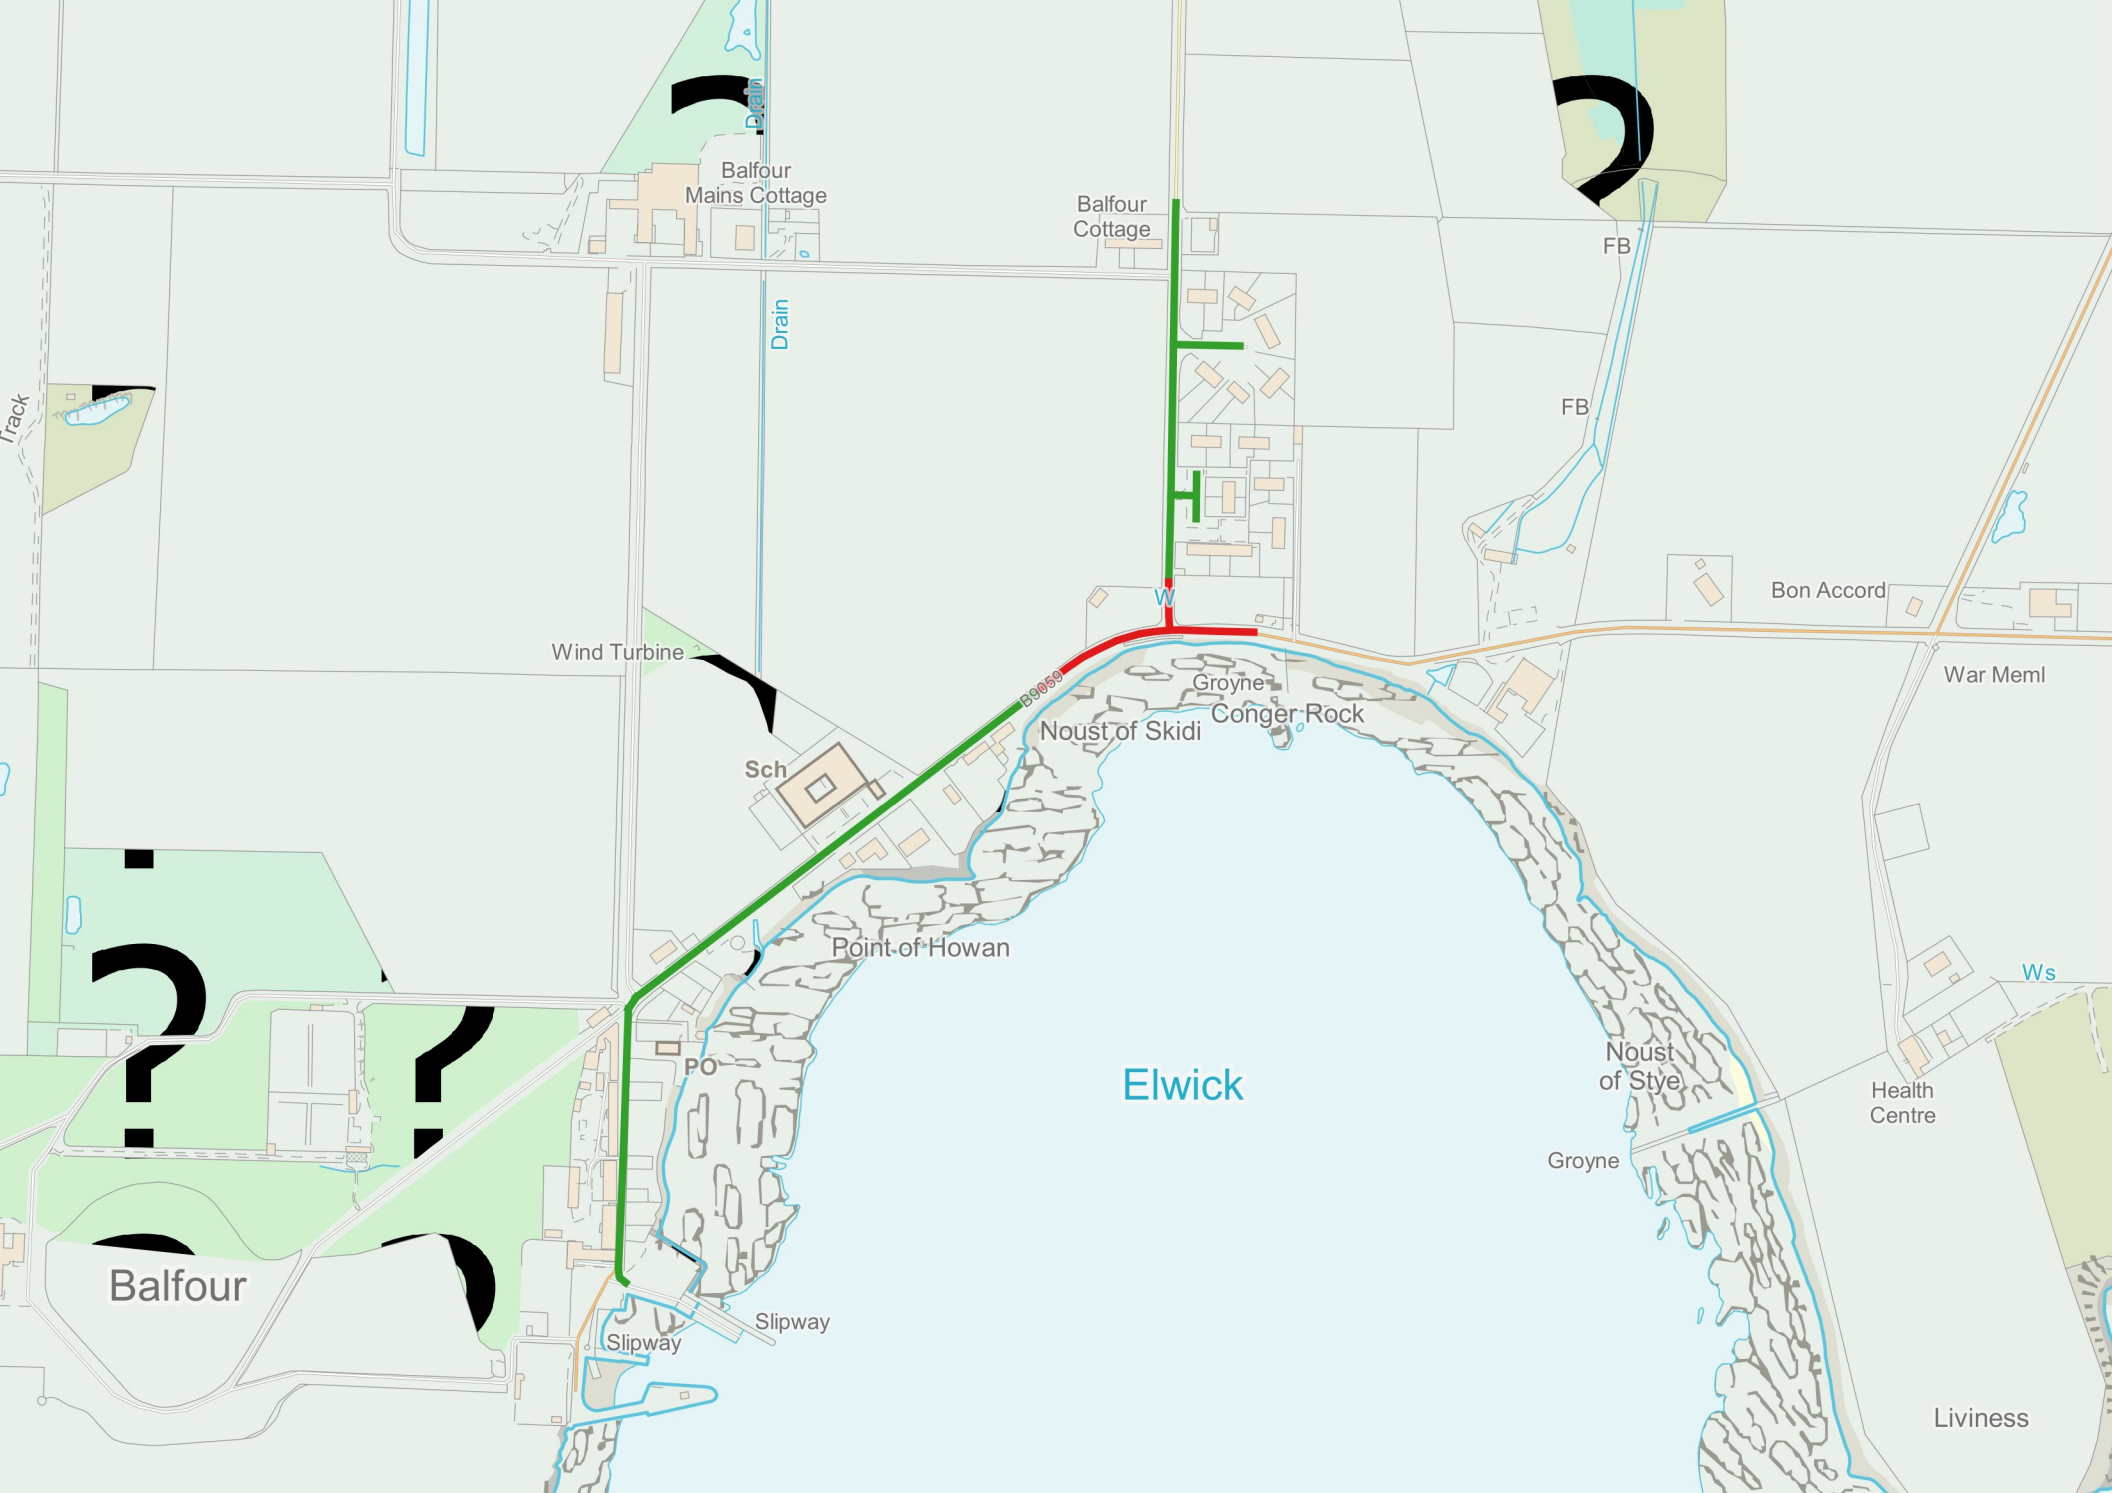 Drain
Balfour
Mains Cottage
Balfour
Cottage
FB
Drain
Track
FB
W
Bon Accord
Wind Turbine
War Meml
B9059
Groyne
Conger Rock
Noust of Skidi
Sch
Point of Howan
Ws
PO
Elwick
Noust
of Stye
Health
Centre
Groyne
Balfour
Slipway
Slipway
Liviness
?
?
?
?